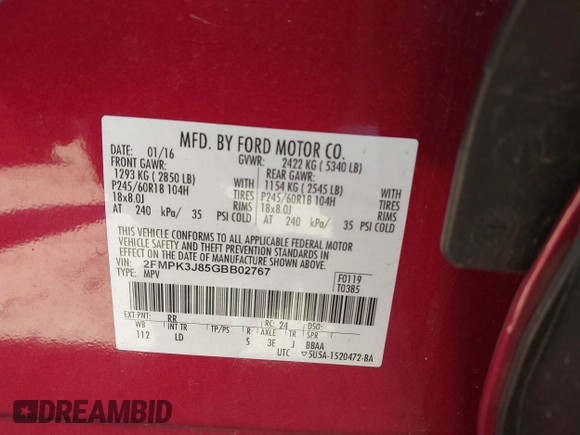 MFD. BY FORD MOTOR CO.
DATE: 01/16 GVWR: 2422 KG ( 5340 LB)
FRONT GAWR: REAR GAWR:
1293 KG ( 2850 LB) 1154 KG ( 2545 LB)
P245/60R18 104H TIRES P245/60R18 104H TIRES
18x8.0J RIMS 18x8.0J RIMS
AT 240 kPa/ 35 PSI COLD AT 240 kPa/ 35 PSI COLD
THIS VEHICLE CONFORMS TO ALL APPLICABLE FEDERAL MOTOR
VEHICLE SAFETY AND THEFT PREVENTION STANDARDS IN
EFFECT ON THE DATE OF MANUFACTURE SHOWN ABOVE.
VIN: 2FMPK3J85GBB02767
TYPE: MPV
F0119
T0385
EXT PNT: RR RC: 24 DSO:
WB INT TR TP/PS R AXLE TR SPR
112 LD S 3E J BBAA
UTC ▽5U5A-1520472-BA
DREAMBID